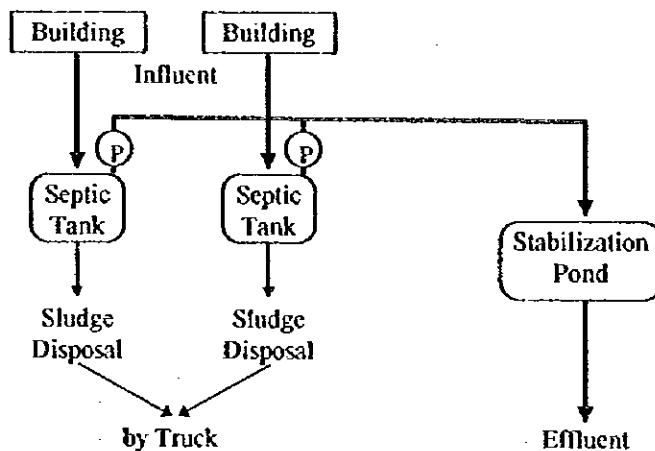 Building
Building
Influent
P
P
Septic
Tank
Septic
Tank
Stabilization
Pond
Sludge
Disposal
Sludge
Disposal
by Truck
Effluent